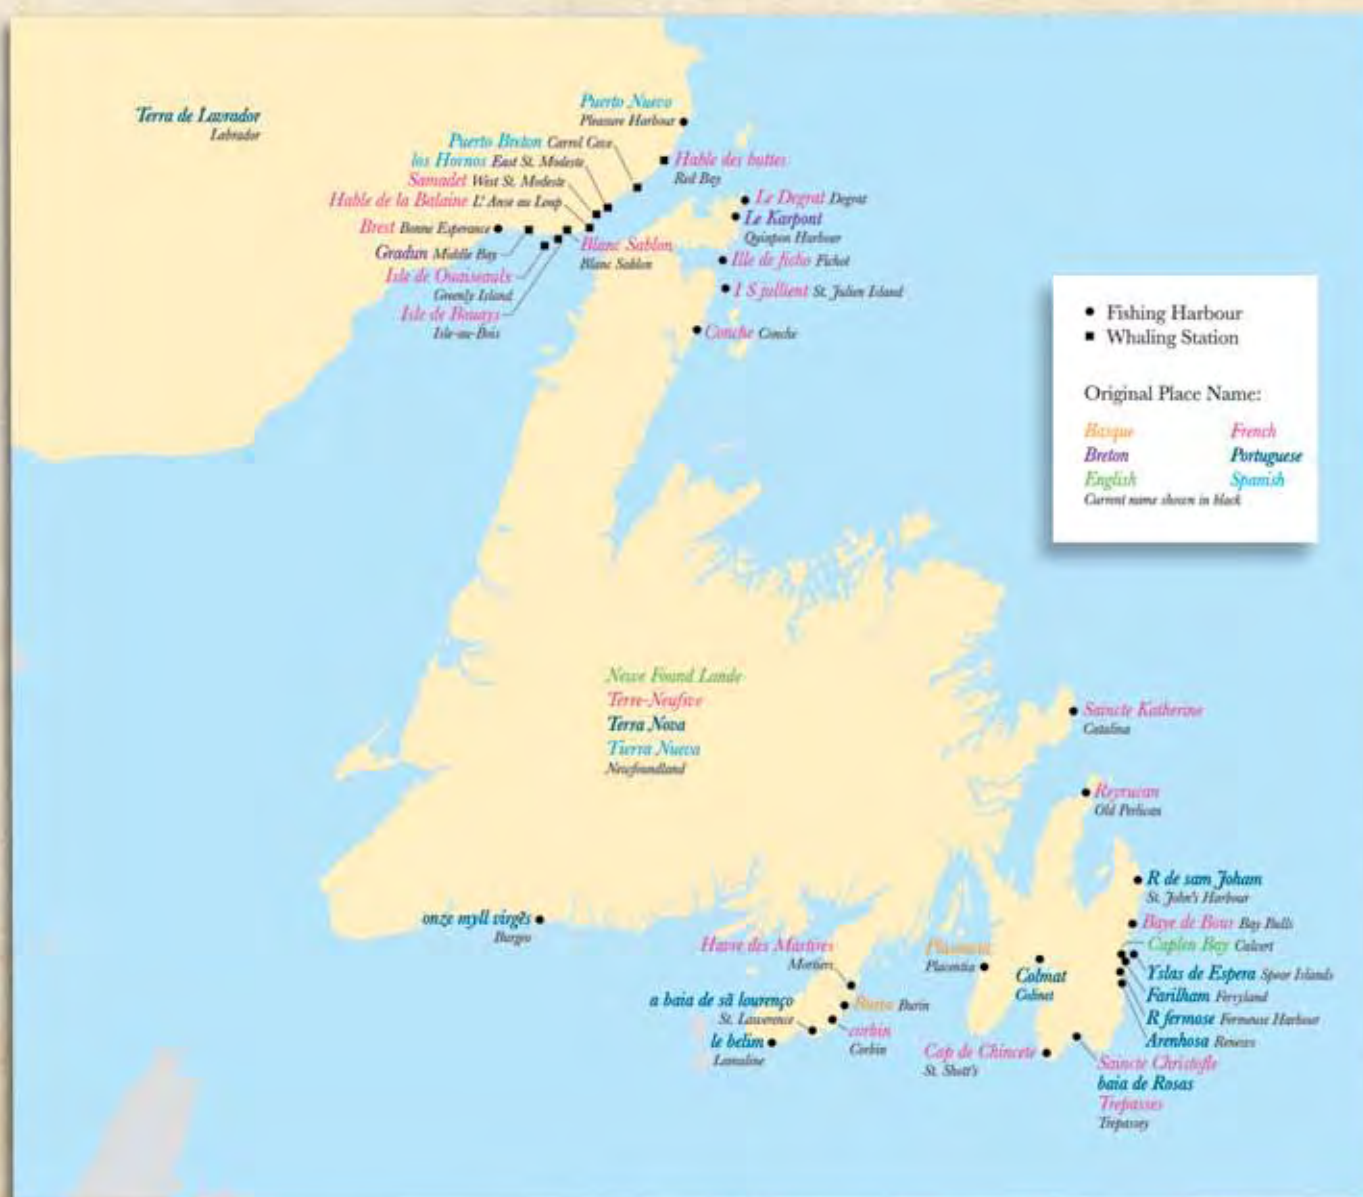 Terra de Lavrador
Labrador
Puerto Nuevo
Pleasure Harbour
Puerto Breton Carrol Cove
los Hornos East St. Modeste
Samadet West St. Modeste
Hable de la Balaine L' Anse au Loup
Brest Bonne Esperance
Gradun Middle Bay
Isle de Ouaiseauls
Greenly Island
Isle de Bouays
Isle-au-Bois
Blanc Sablon
Blanc Sablon
Hable des buttes
Red Bay
Le Degrat Degrat
Le Karpont
Quirpon Harbour
Ille de ficho Fichot
I S jullient St. Julien Island
Conche Conche
Fishing Harbour
Whaling Station
Original Place Name:
Basque French
Breton Portuguese
English Spanish
Current name shown in black
Newe Found Lande
Terre-Neufve
Terra Nova
Tierra Nueva
Newfoundland
Saincte Katherine
Catalina
Old Perlican
R de sam Joham
St. John's Harbour
Baye de Bous Bay Bulls
Caplen Bay Calvert
Yslas de Espera Spear Islands
Farilham Ferryland
R fermose Fermeuse Harbour
Arenhosa Renews
onze myll virgẽs
Burgeo
Havre des Martires
Mortier
a baia de sã lourenço
St. Lawrence
Burin
le belim
Lamaline
corbin
Corbin
Placentia
Colmat
Colinet
Cap de Chincete
St. Shott's
Saincte Christofle
baia de Rosas
Trepasses
Trepassey